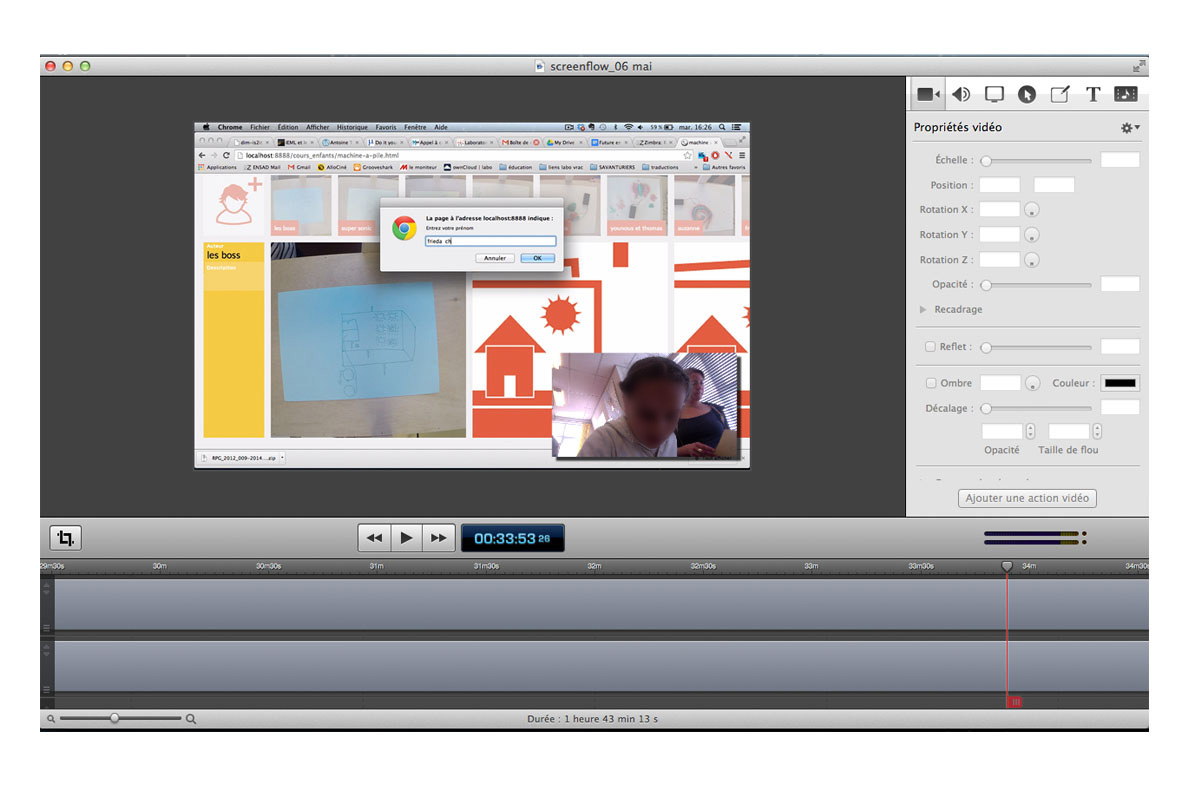 screenflow_06 mai
Chrome Fichier Édition Afficher Historique Favoris Fenêtre Aide 59 % mar. 16:26
localhost:8888/cours_enfants/machine-a-pile.html
Applications ENSAD Mail Gmail AlloCiné Grooveshark le moniteur ownCloud | labe éducation liens labe vrac SAVANTURIERS traductions » Autres favoris
les boss super sonic younous et thomas suzanne
La page à l'adresse localhost:8888 indique :
Entrez votre prénom
frieda ch
Annuler OK
Auteur
les boss
Description
RPG_2012_009-2014....zip
Propriétés vidéo
Échelle :
Position :
Rotation X :
Rotation Y :
Rotation Z :
Opacité :
Recadrage
Reflet :
Ombre Couleur :
Décalage :
Opacité Taille de flou
Ajouter une action vidéo
00:33:53 26
29m30s 30m 30m30s 31m 31m30s 32m 32m30s 33m 33m30s 34m 34m30s
Durée : 1 heure 43 min 13 s